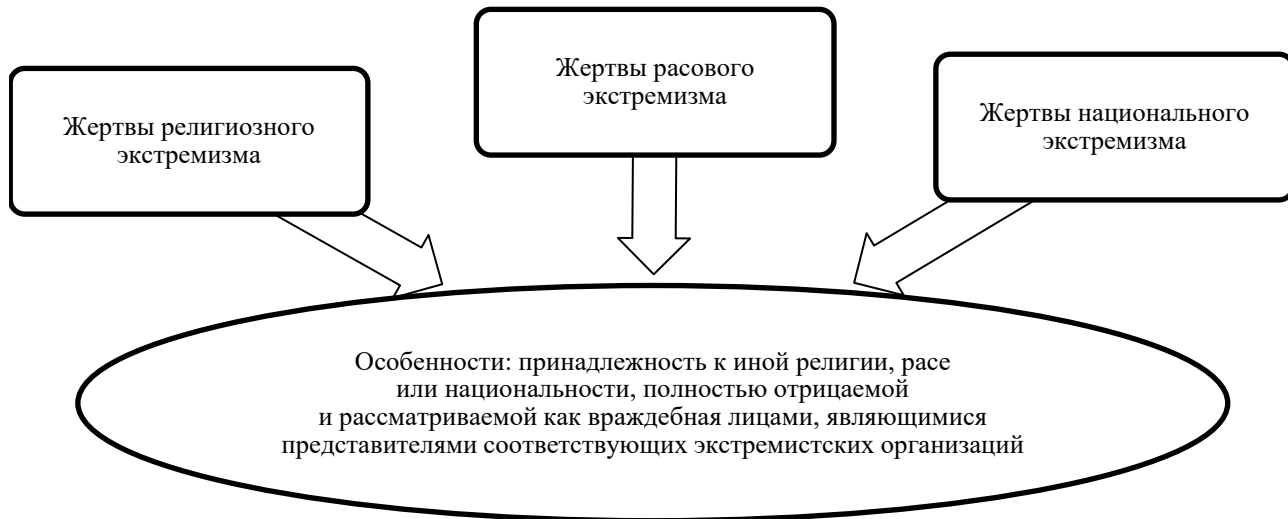 Жертвы религиозного
экстремизма
Жертвы расового
экстремизма
Жертвы национального
экстремизма
Особенности: принадлежность к иной религии, расе
или национальности, полностью отрицаемой
и рассматриваемой как враждебная лицами, являющимися
представителями соответствующих экстремистских организаций